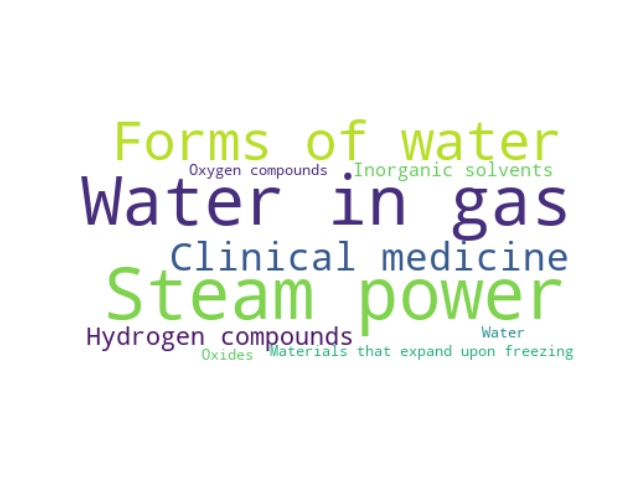 Forms of water
Oxygen compounds
Inorganic solvents
Water in gas
Clinical medicine
Steam power
Hydrogen compounds
Water
Oxides
Materials that expand upon freezing